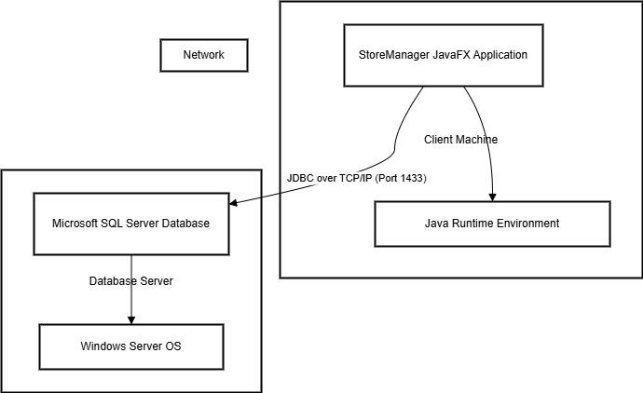 StoreManager JavaFX Application
Network
Client Machine
JDBC over TCP/IP (Port 1433)
Microsoft SQL Server Database
Java Runtime Environment
Database Server
Windows Server OS